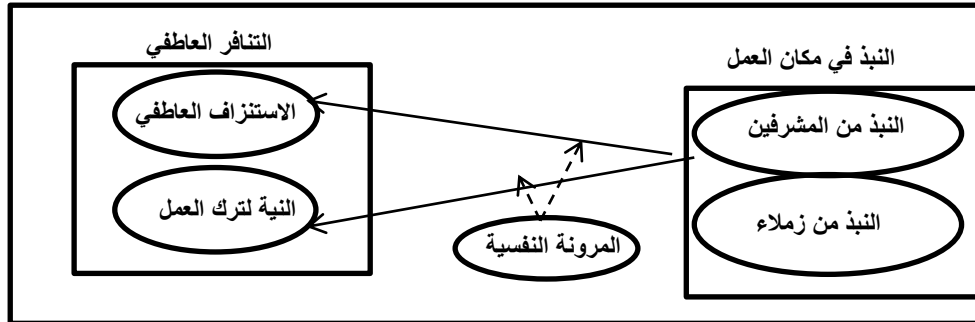 النبذ في مكان العمل
النبذ من المشرفين
النبذ من زملاء
المرونة النفسية
التنافر العاطفي
الاستنزاف العاطفي
النية لترك العمل